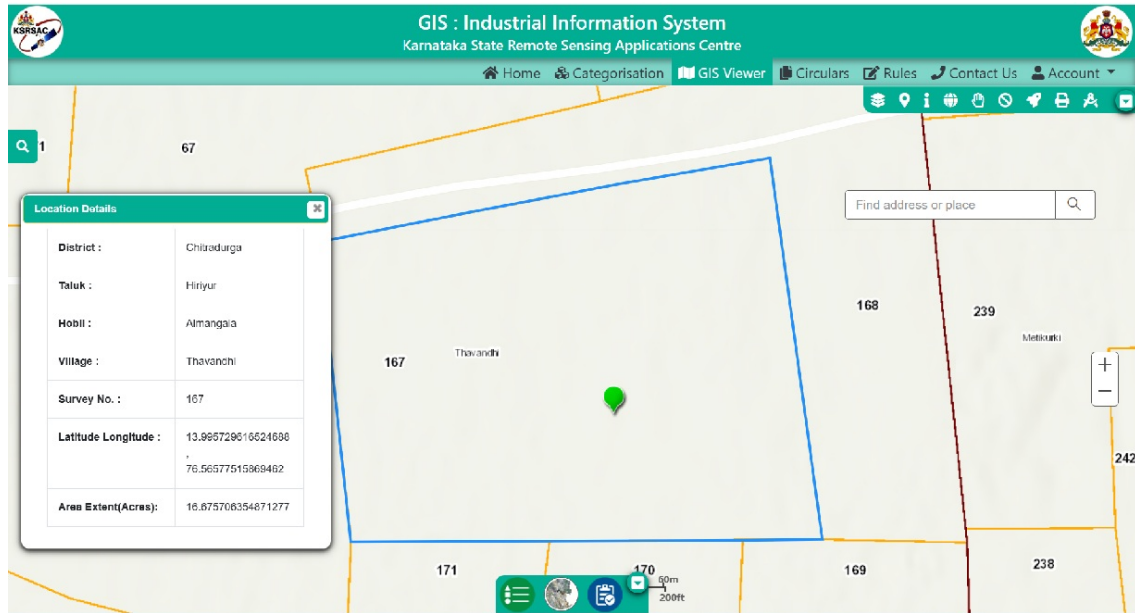 KSRSAC
GIS : Industrial Information System
Karnataka State Remote Sensing Applications Centre
Home Categorisation GIS Viewer Circulars Rules Contact Us Account
1
67
Location Details
District : Chitradurga
Taluk : Hiriyur
Hobli : Aimangala
Village : Thavandhi
Survey No. : 167
Latitude Longitude : 13.995729616524688
,
76.56577515869462
Area Extent(Acres): 16.675706354871277
Find address or place
168
239
Metikurki
167
Thavandhi
+
−
242
171
170
169
238
60m
200ft